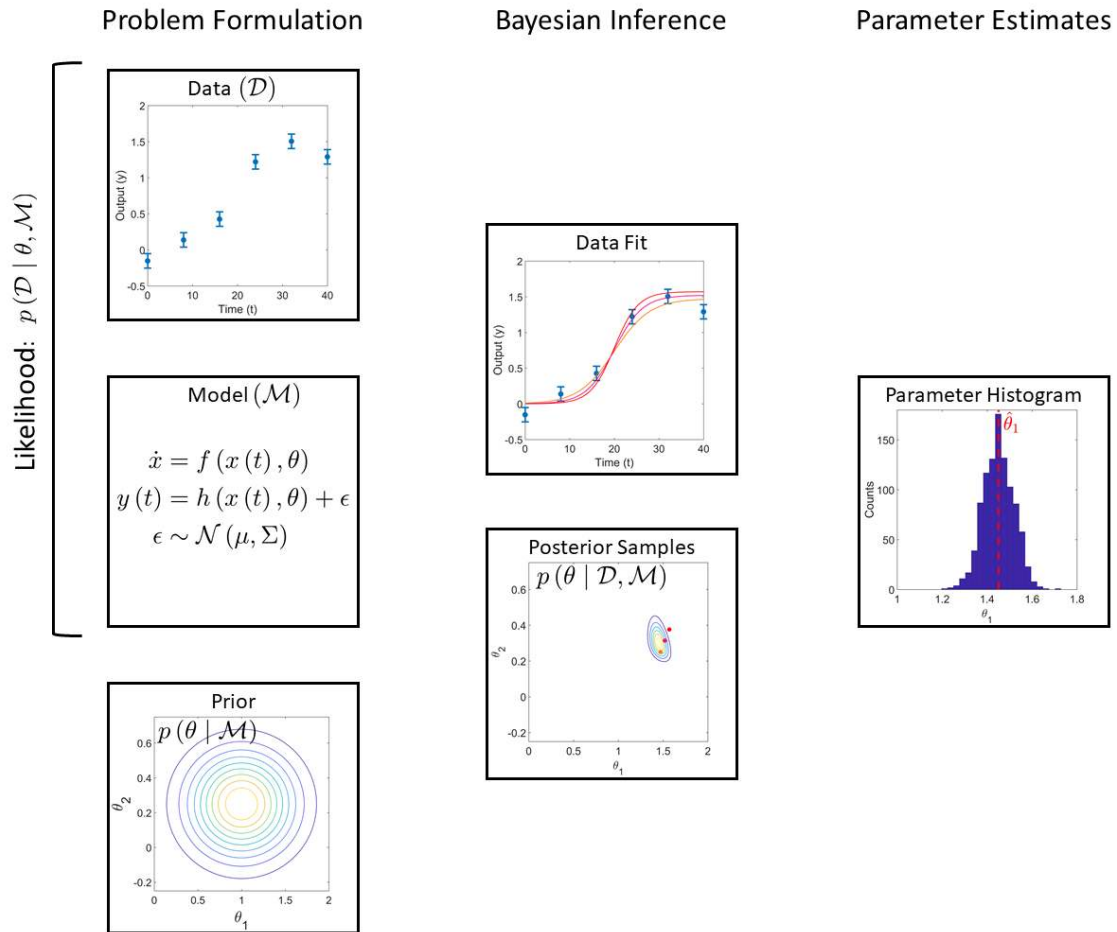 Problem Formulation
Bayesian Inference
Parameter Estimates
Likelihood: p(𝒟 | θ, ℳ)
Data (𝒟)
2
1.5
1
0.5
0
-0.5
Output (y)
0 10 20 30 40
Time (t)
Model (ℳ)
ẋ = f(x(t), θ)
y(t) = h(x(t), θ) + ϵ
ϵ ∼ 𝒩(μ, Σ)
Prior
p(θ | ℳ)
0.6
0.4
0.2
0
-0.2
θ₂
0 0.5 1 1.5 2
θ₁
Data Fit
2
1.5
1
0.5
0
-0.5
Output (y)
0 10 20 30 40
Time (t)
Posterior Samples
p(θ | 𝒟, ℳ)
0.6
0.4
0.2
0
-0.2
θ₂
0 0.5 1 1.5 2
θ₁
Parameter Histogram
θ̂₁
150
100
50
0
Counts
1 1.2 1.4 1.6 1.8
θ₁